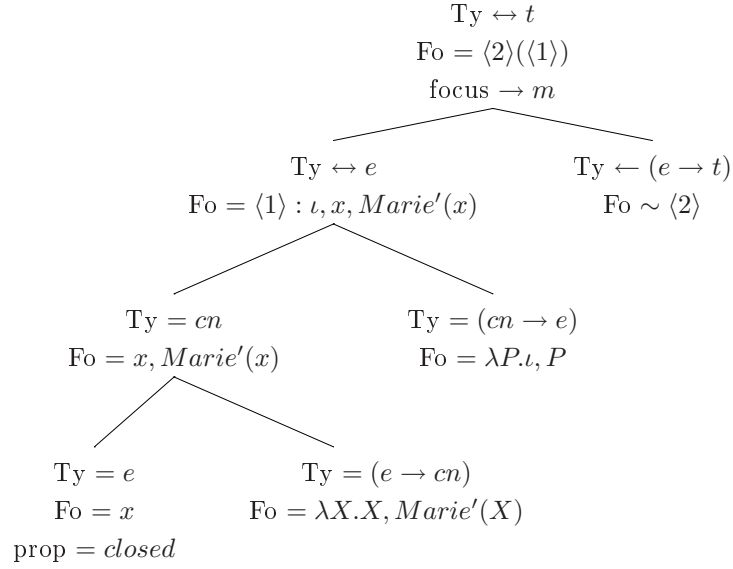 Ty ↔ t
Fo = ⟨2⟩(⟨1⟩)
focus → m
Ty ↔ e
Fo = ⟨1⟩ : ι, x, Marie′(x)
Ty ← (e → t)
Fo ∼ ⟨2⟩
Ty = cn
Fo = x, Marie′(x)
Ty = (cn → e)
Fo = λP.ι, P
Ty = e
Fo = x
prop = closed
Ty = (e → cn)
Fo = λX.X, Marie′(X)